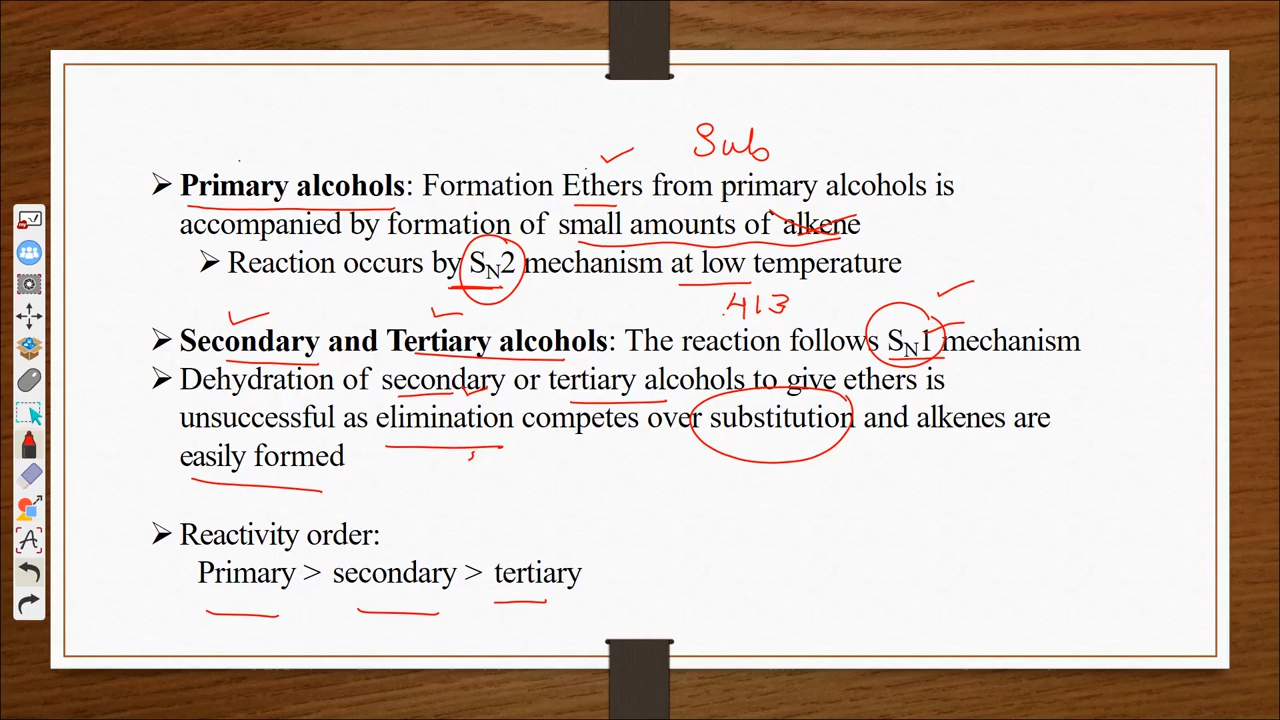 Sub
➢ Primary alcohols: Formation Ethers from primary alcohols is
accompanied by formation of small amounts of alkene
➢ Reaction occurs by SN2 mechanism at low temperature
413
➢ Secondary and Tertiary alcohols: The reaction follows SN1 mechanism
➢ Dehydration of secondary or tertiary alcohols to give ethers is
unsuccessful as elimination competes over substitution and alkenes are
easily formed
➢ Reactivity order:
Primary > secondary > tertiary